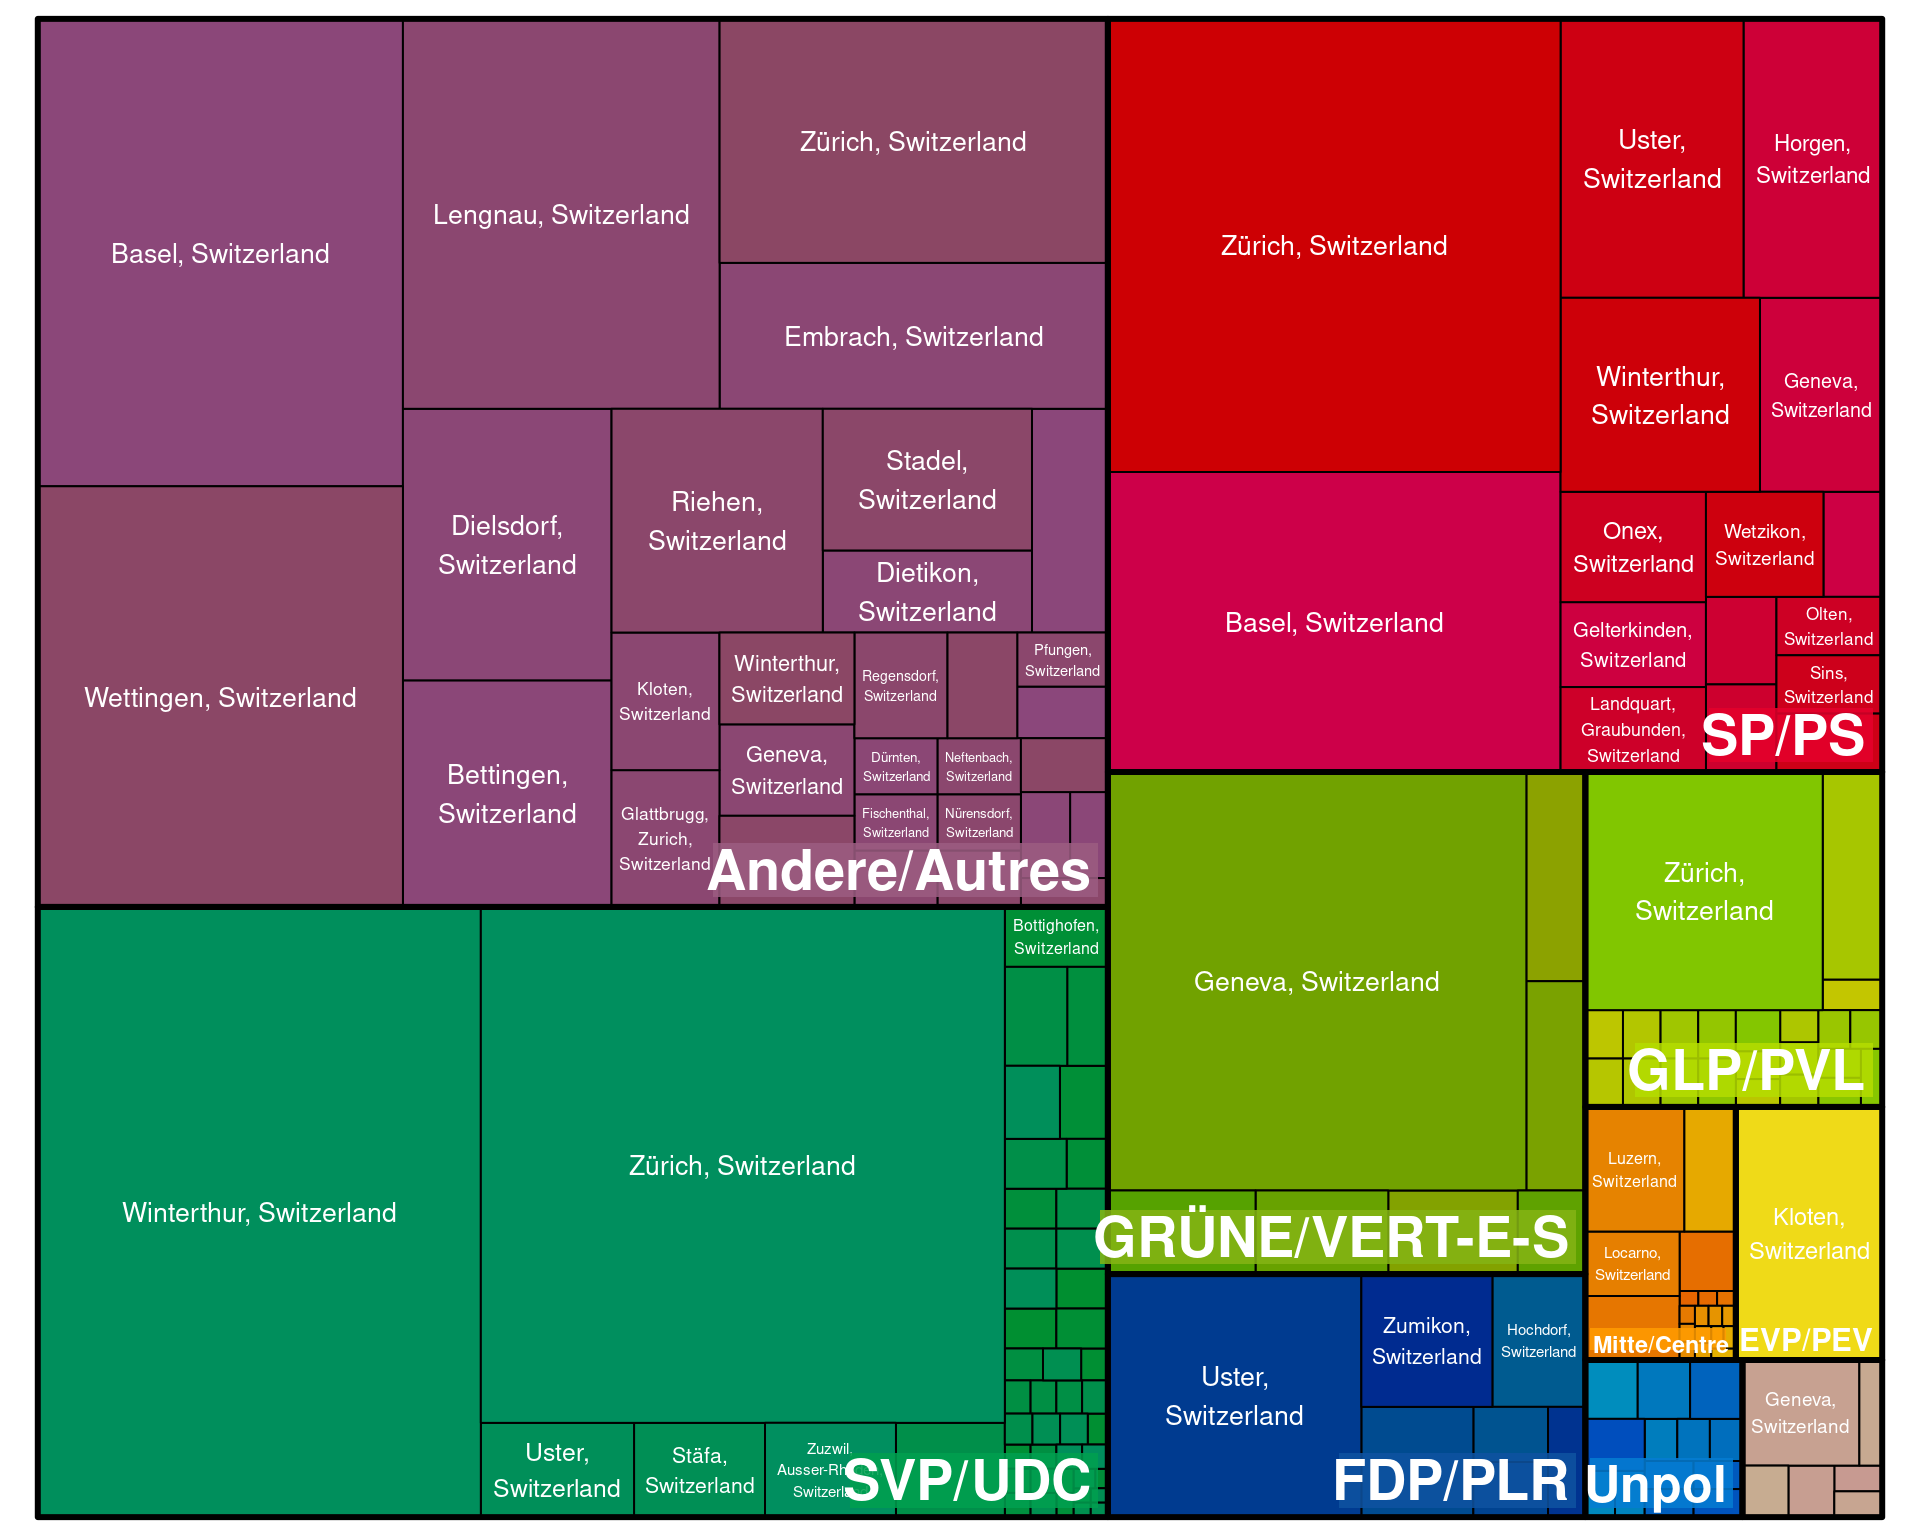 Basel, Switzerland
Lengnau, Switzerland
Zürich, Switzerland
Embrach, Switzerland
Wettingen, Switzerland
Dielsdorf,
Switzerland
Bettingen,
Switzerland
Riehen,
Switzerland
Stadel,
Switzerland
Dietikon,
Switzerland
Kloten,
Switzerland
Glattbrugg,
Zurich,
Switzerland
Winterthur,
Switzerland
Geneva,
Switzerland
Regensdorf,
Switzerland
Pfungen,
Switzerland
Dürnten,
Switzerland
Neftenbach,
Switzerland
Fischenthal,
Switzerland
Nürensdorf,
Switzerland
Andere/Autres
Zürich, Switzerland
Basel, Switzerland
Uster,
Switzerland
Horgen,
Switzerland
Winterthur,
Switzerland
Geneva,
Switzerland
Onex,
Switzerland
Wetzikon,
Switzerland
Gelterkinden,
Switzerland
Olten,
Switzerland
Sins,
Switzerland
Landquart,
Graubunden,
Switzerland
SP/PS
Winterthur, Switzerland
Zürich, Switzerland
Bottighofen,
Switzerland
Uster,
Switzerland
Stäfa,
Switzerland
Zuzwil,
SVP/UDC
Geneva, Switzerland
GRÜNE/VERT-E-S
Zürich,
Switzerland
GLP/PVL
Luzern,
Switzerland
Locarno,
Switzerland
Mitte/Centre
Kloten,
Switzerland
EVP/PEV
Uster,
Switzerland
Zumikon,
Switzerland
Hochdorf,
Switzerland
FDP/PLR
Unpol
Geneva,
Switzerland